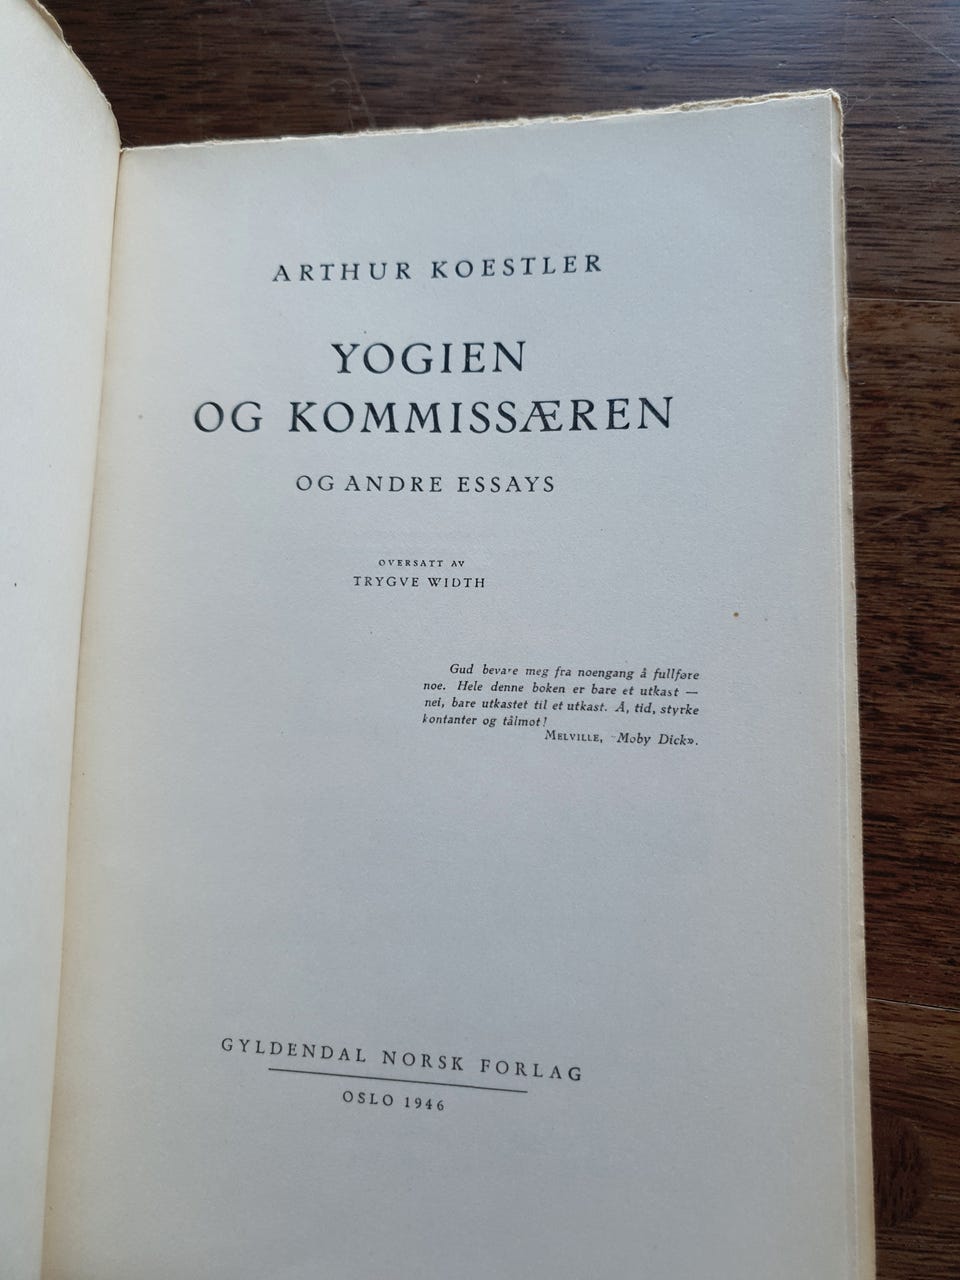 ARTHUR KOESTLER
YOGIEN
OG KOMMISSÆREN
OG ANDRE ESSAYS
OVERSATT AV
TRYGVE WIDTH
Gud bevare meg fra noengang å fullføre
noe. Hele denne boken er bare et utkast —
nei, bare utkastet til et utkast. Å, tid, styrke
kontanter og tålmot!
MELVILLE, «Moby Dick».
GYLDENDAL NORSK FORLAG
OSLO 1946